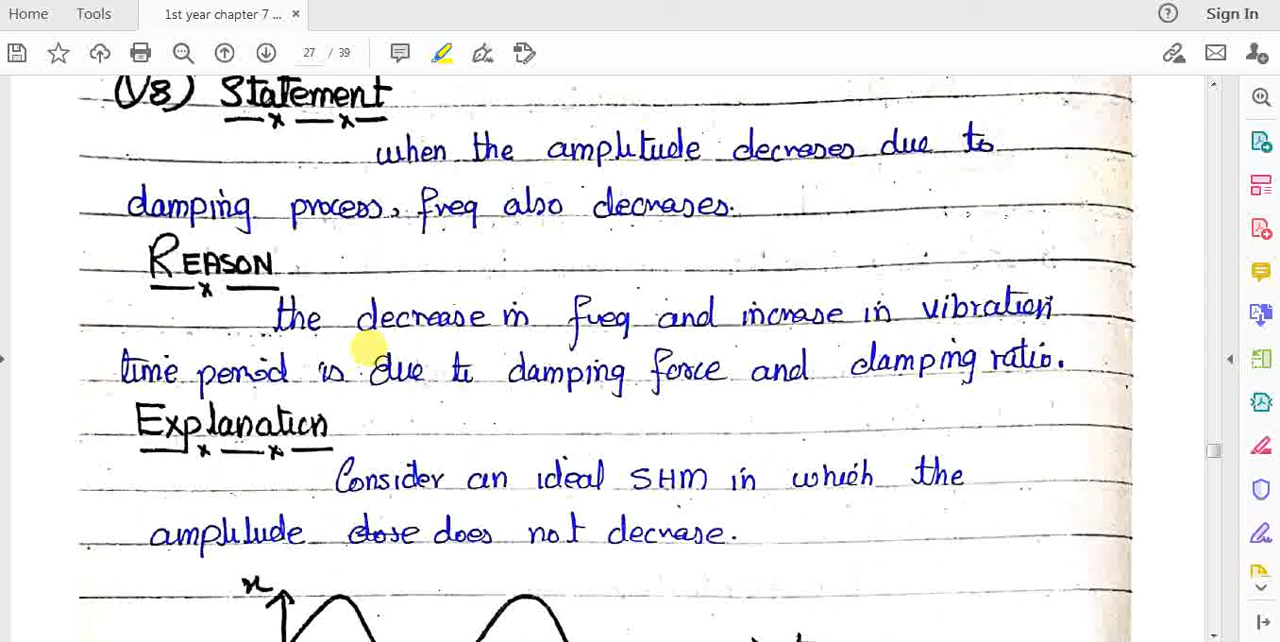 Home Tools 1st year chapter 7 ... × Sign In
27 / 39
(V8) Statement
when the amplitude decreases due to
damping process, freq also decreases.
REASON
the decrease in freq and increase in vibration
time period is due to damping force and damping ratio.
Explanation
Consider an ideal SHM in which the
amplitude dose does not decrease.
x